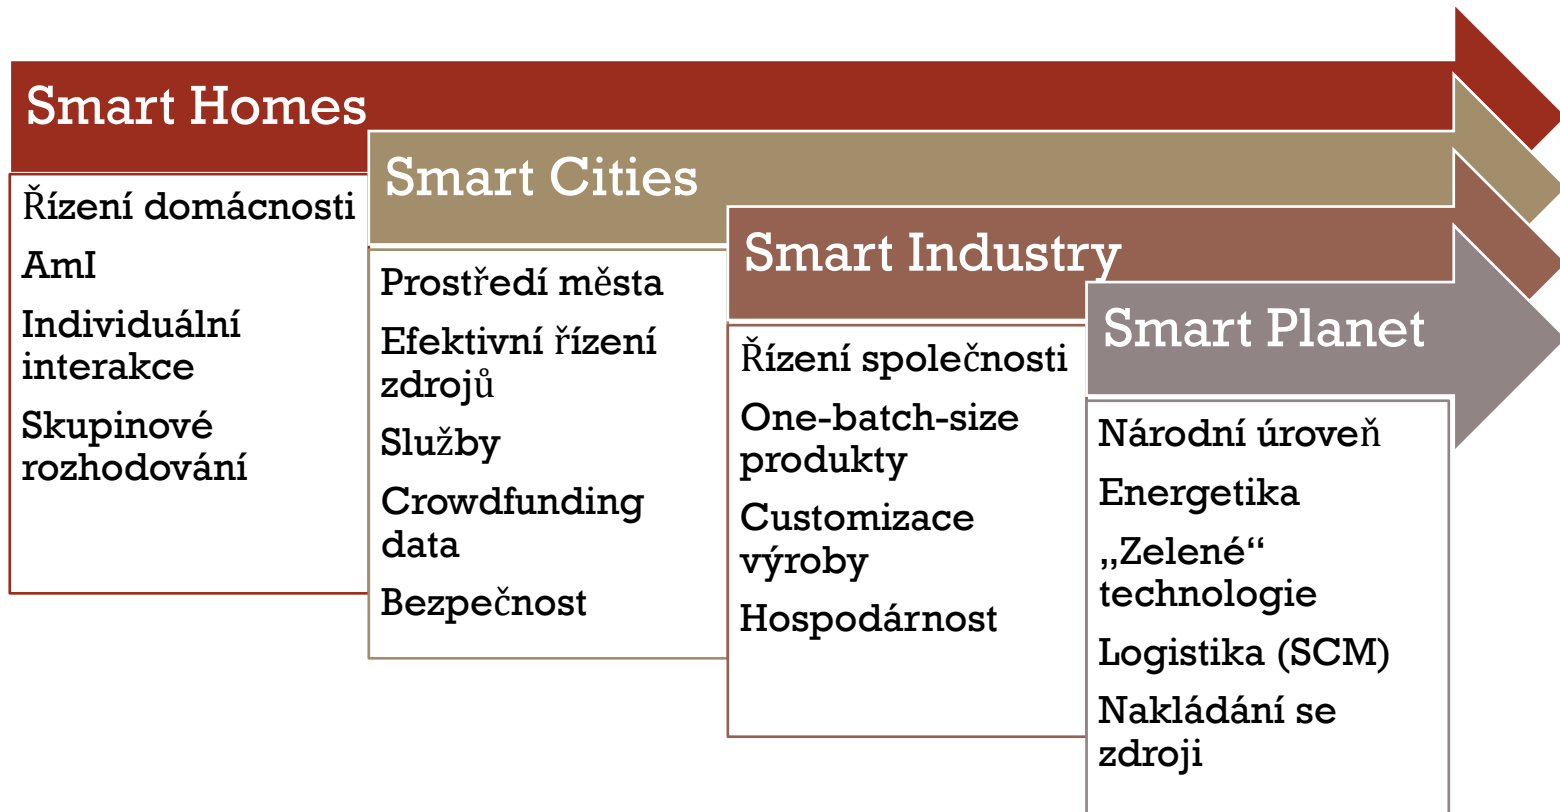 Smart Homes
Řízení domácnosti
AmI
Individuální
interakce
Skupinové
rozhodování
Smart Cities
Prostředí města
Efektivní řízení
zdrojů
Služby
Crowdfunding
data
Bezpečnost
Smart Industry
Řízení společnosti
One-batch-size
produkty
Customizace
výroby
Hospodárnost
Smart Planet
Národní úroveň
Energetika
„Zelené“
technologie
Logistika (SCM)
Nakládání se
zdroji